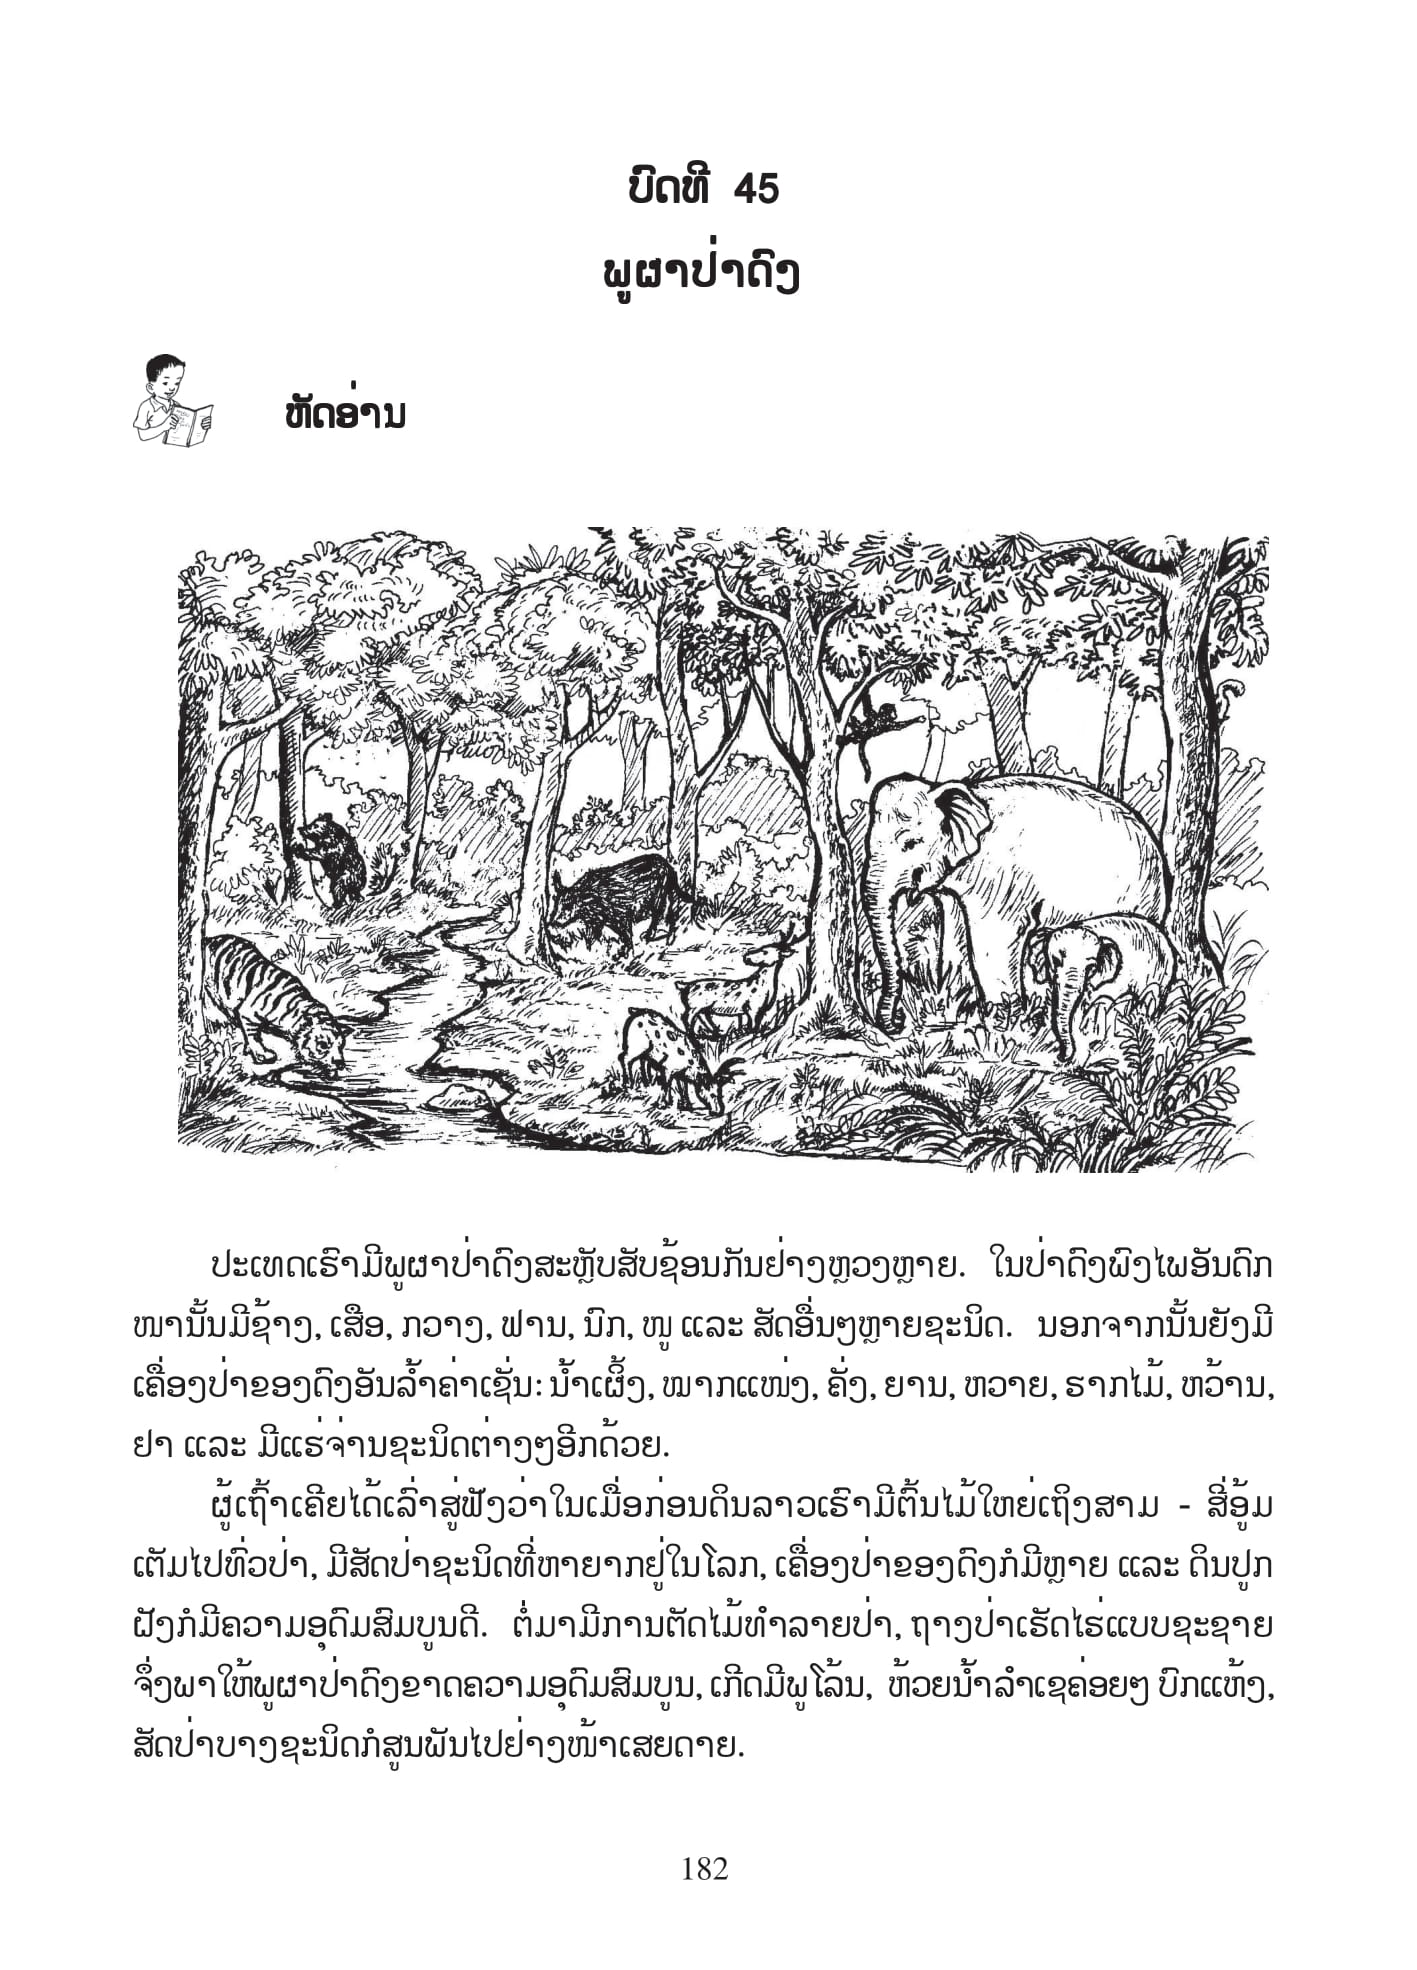 ບົດທີ 45
ພູຜາປ່າດົງ
ຫັດອ່ານ
ປະເທດເຮົາມີພູຜາປ່າດົງສະຫຼັບສັບຊ້ອນກັນຢ່າງຫຼວງຫຼາຍ. ໃນປ່າດົງພົງໄພອັນດົກ
ໜານັ້ນມີຊ້າງ, ເສືອ, ກວາງ, ຟານ, ນົກ, ໜູ ແລະ ສັດອື່ນໆຫຼາຍຊະນິດ. ນອກຈາກນັ້ນຍັງມີ
ເຄື່ອງປ່າຂອງດົງອັນລໍ້າຄ່າເຊັ່ນ: ນໍ້າເຜິ້ງ, ໝາກແໜ່ງ, ຄັ່ງ, ຍານ, ຫວາຍ, ຮາກໄມ້, ຫວ້ານ,
ຢາ ແລະ ມີແຮ່ຈ່ານຊະນິດຕ່າງໆອີກດ້ວຍ.
ຜູ້ເຖົ້າເຄີຍໄດ້ເລົ່າສູ່ຟັງວ່າໃນເມື່ອກ່ອນດິນລາວເຮົາມີຕົ້ນໄມ້ໃຫຍ່ເຖິງສາມ - ສີ່ອູ້ມ
ເຕັມໄປທົ່ວປ່າ, ມີສັດປ່າຊະນິດທີ່ຫາຍາກຢູ່ໃນໂລກ, ເຄື່ອງປ່າຂອງດົງກໍມີຫຼາຍ ແລະ ດິນປູກ
ຝັງກໍມີຄວາມອຸດົມສົມບູນດີ. ຕໍ່ມາມີການຕັດໄມ້ທໍາລາຍປ່າ, ຖາງປ່າເຮັດໄຮ່ແບບຊະຊາຍ
ຈຶ່ງພາໃຫ້ພູຜາປ່າດົງຂາດຄວາມອຸດົມສົມບູນ, ເກີດມີພູໂລ້ນ, ຫ້ວຍນໍ້າລໍາເຊຄ່ອຍໆ ບົກແຫ້ງ,
ສັດປ່າບາງຊະນິດກໍສູນພັນໄປຢ່າງໜ້າເສຍດາຍ.
182